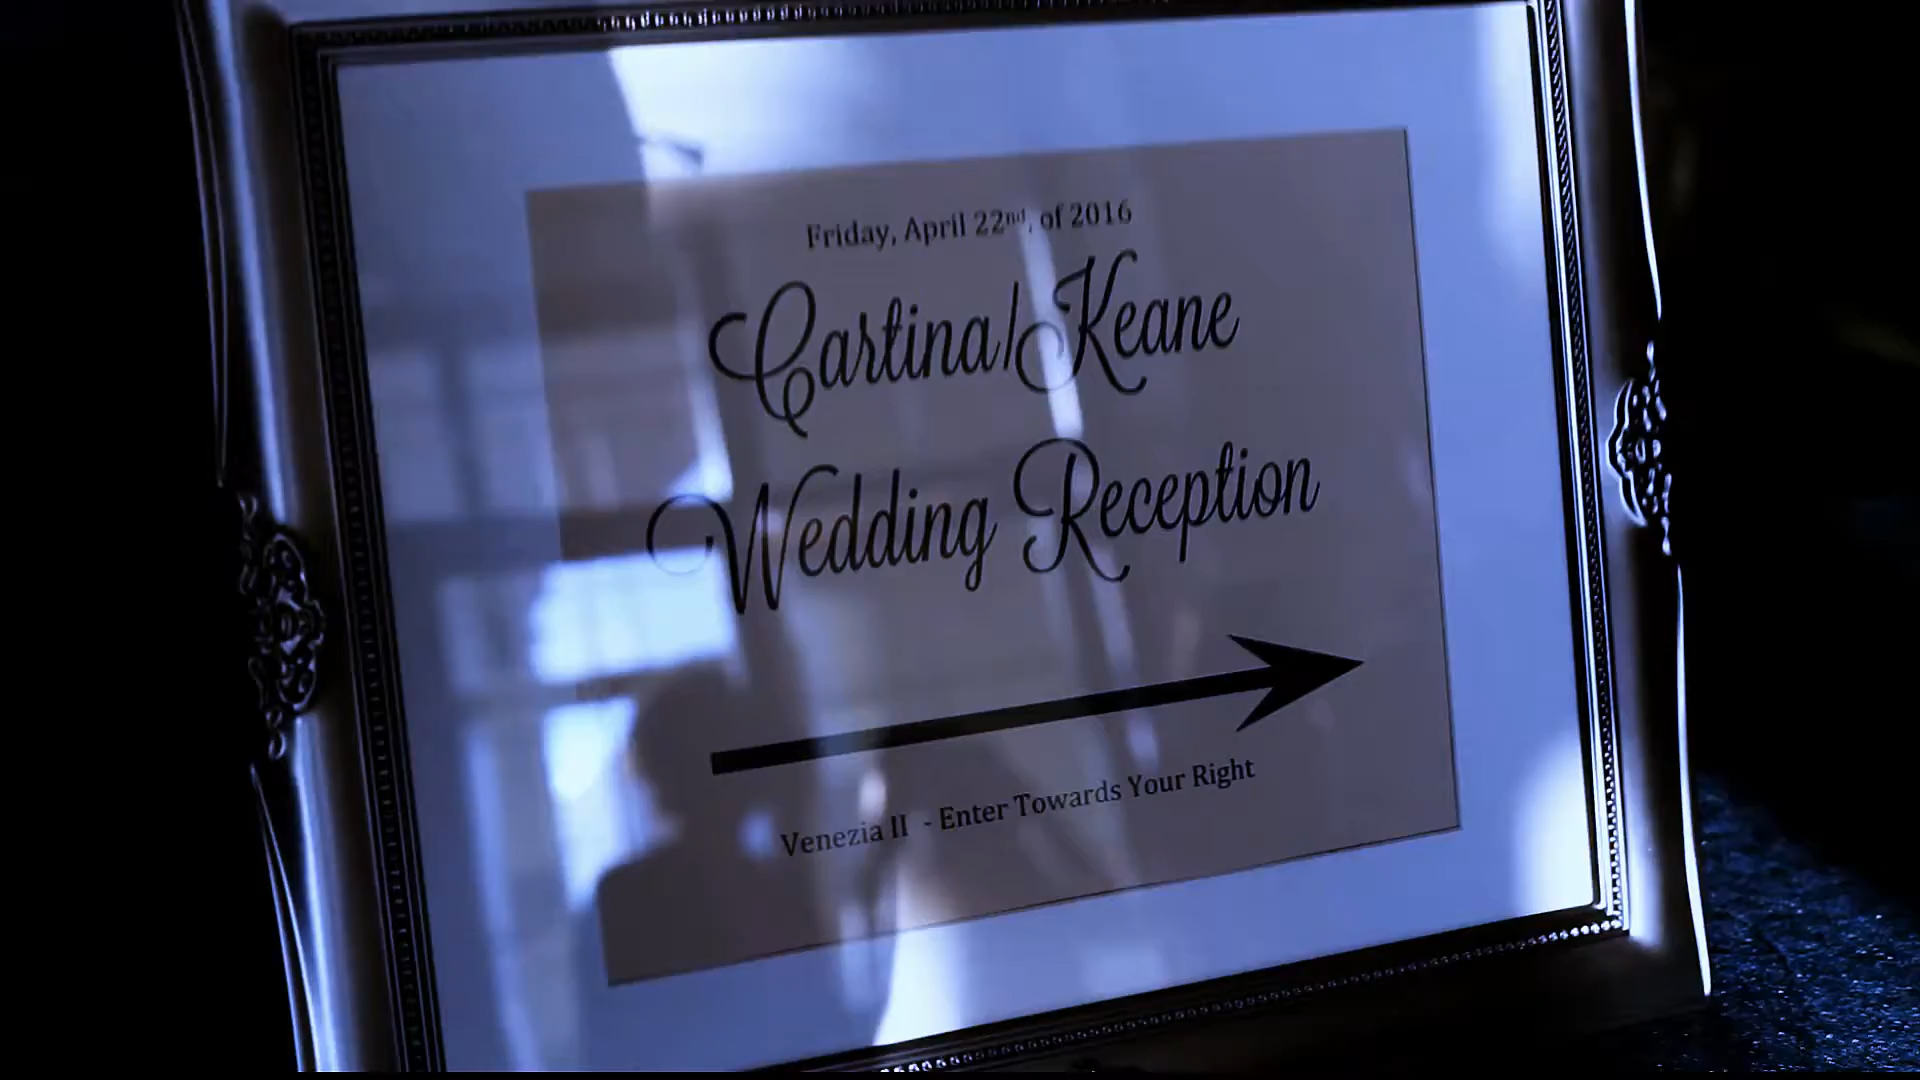 Friday, April 22nd, of 2016
Cartina/Keane
Wedding Reception
Venezia II - Enter Towards Your Right